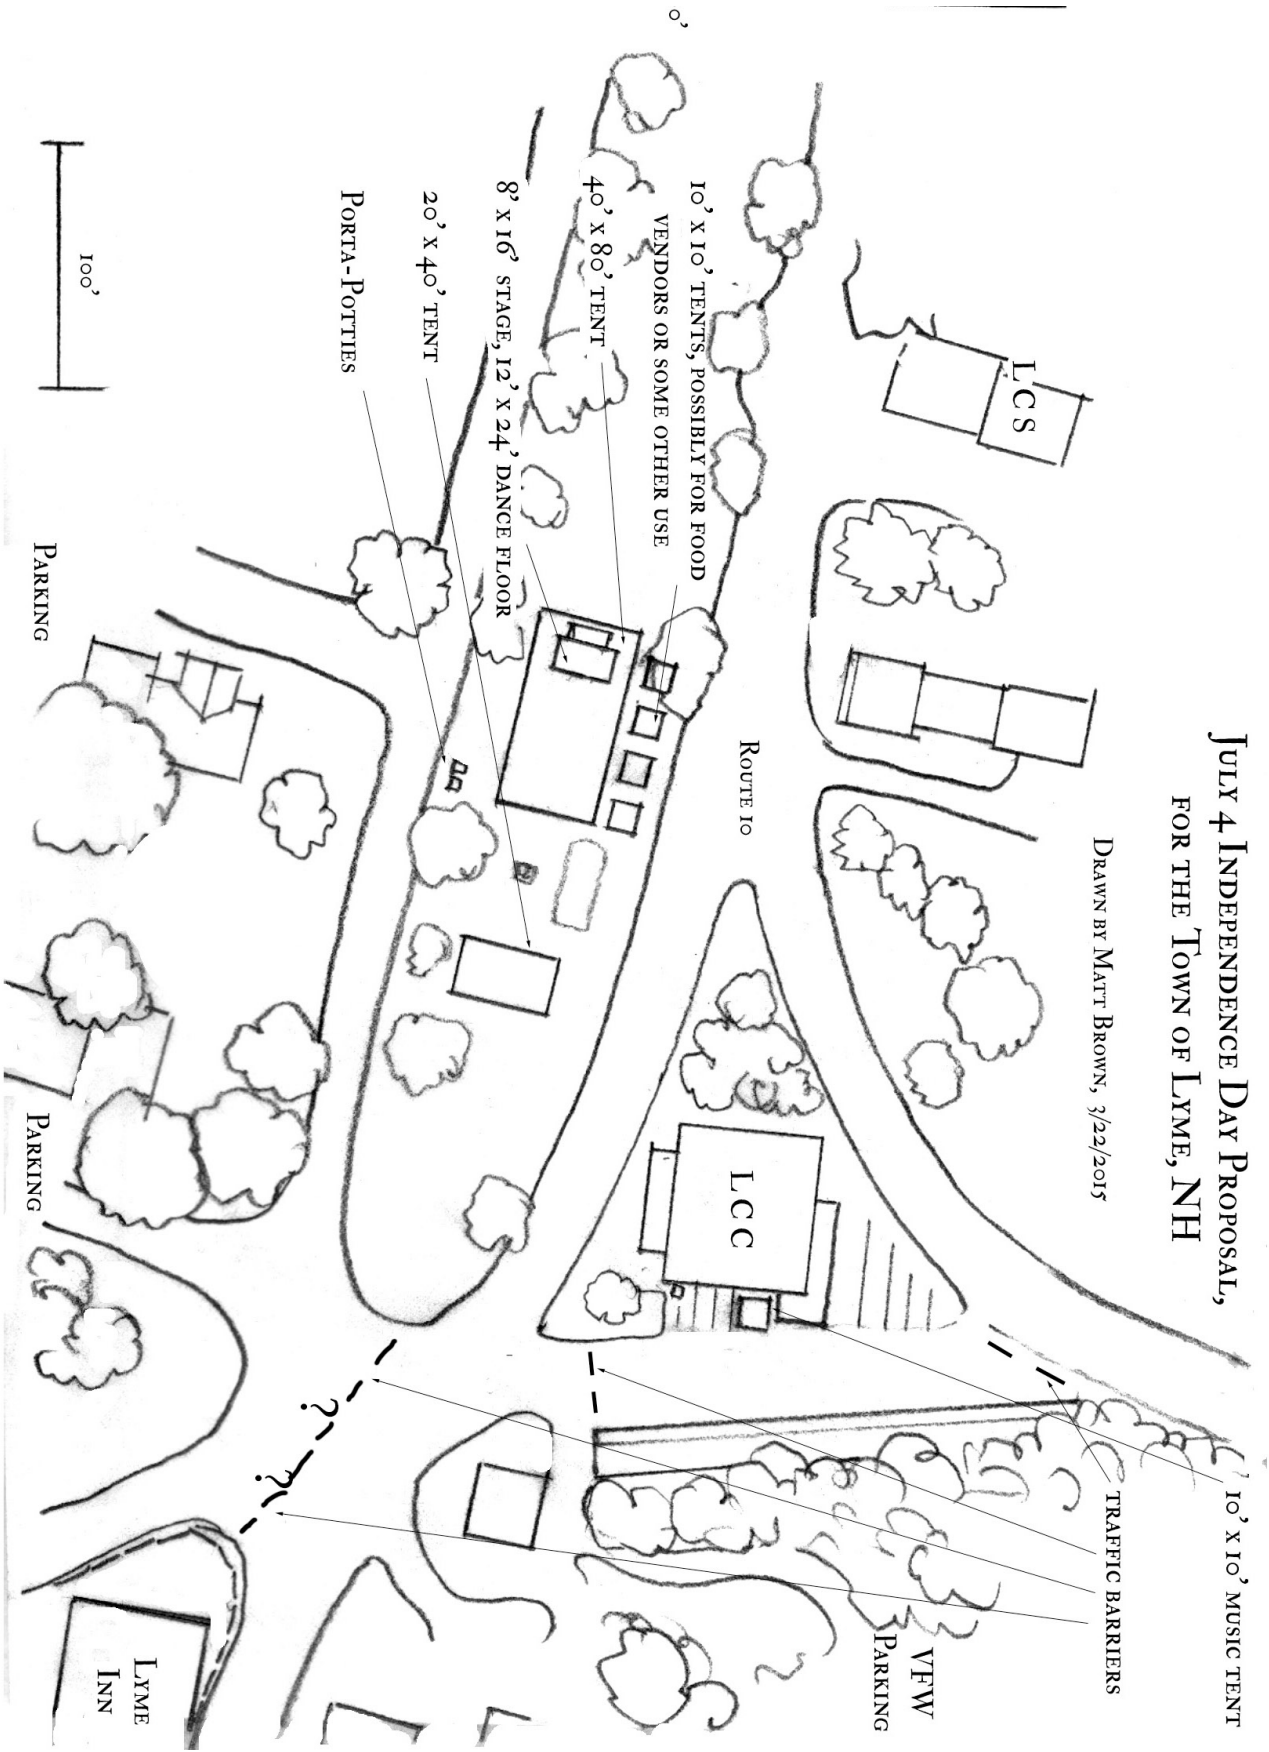 July 4 Independence Day Proposal,
for the Town of Lyme, NH
Drawn by Matt Brown, 3/22/2015
LCS
10' x 10' tents, possibly for food
vendors or some other use
40' x 80' tent
8' x 16' stage, 12' x 24' dance floor
20' x 40' tent
Porta-Potties
0'
100'
Route 10
LCC
Parking
Parking
10' x 10' music tent
traffic barriers
VFW
Parking
?
?
Lyme
Inn